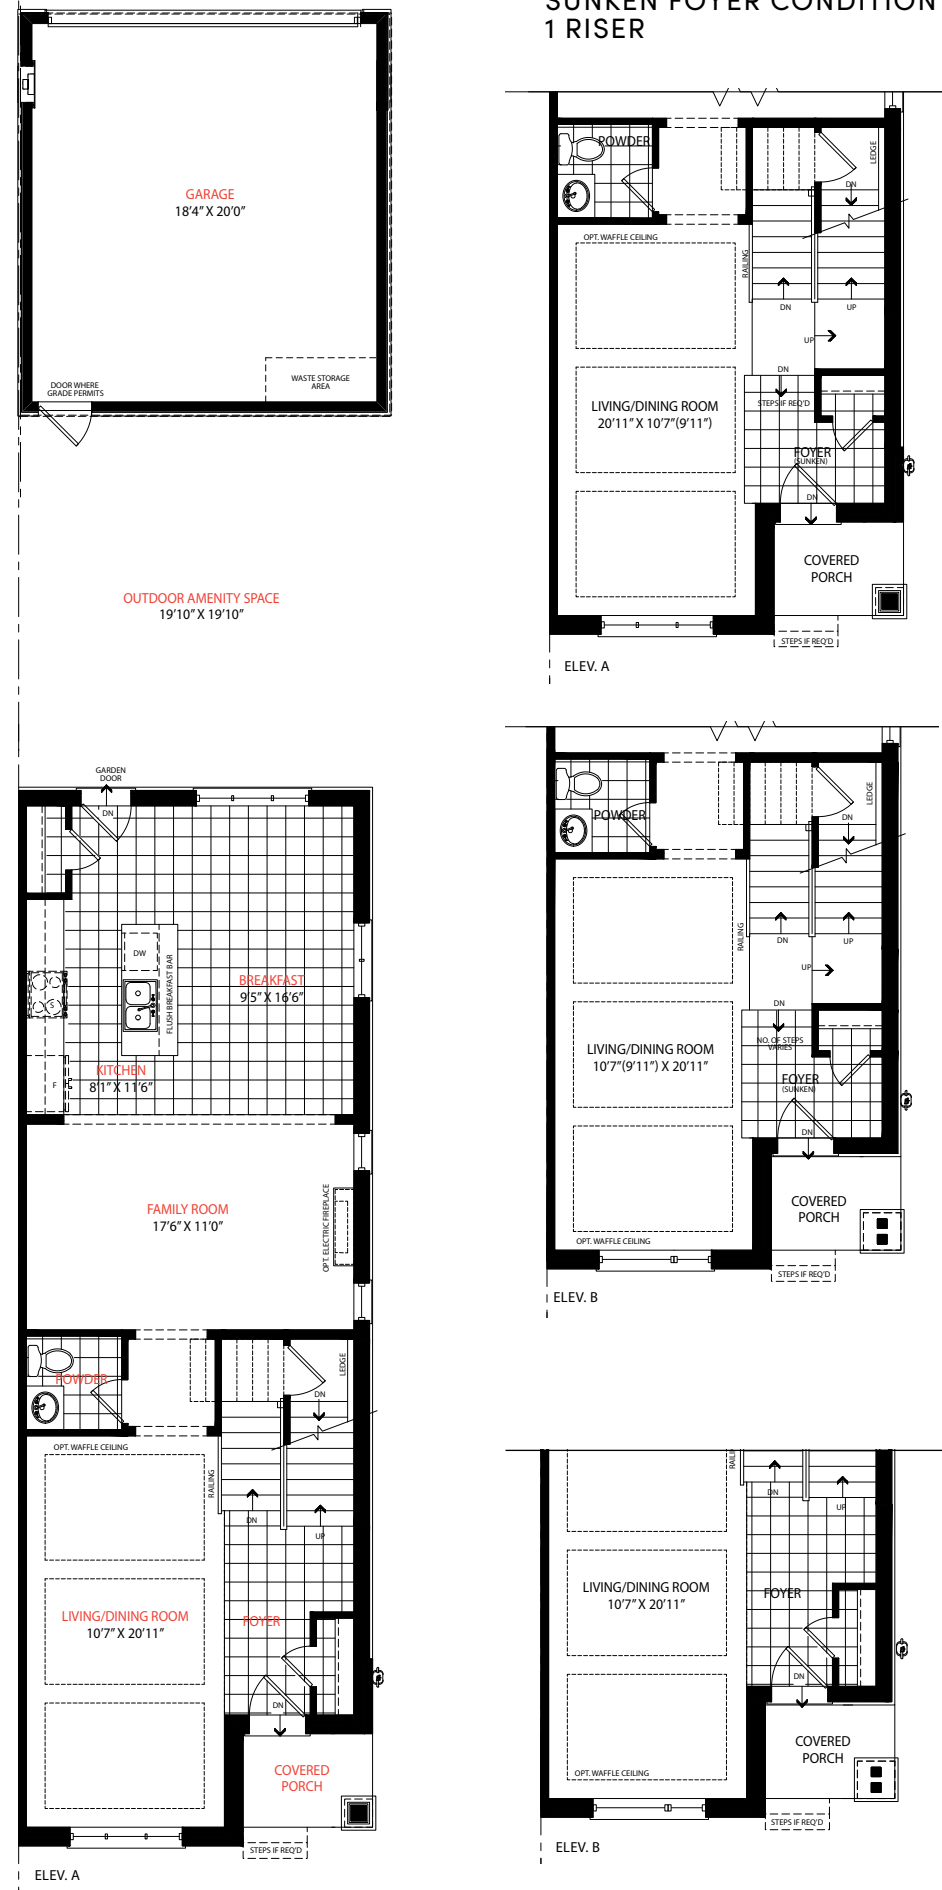 SUNKEN FOYER CONDITION
1 RISER
GARAGE
18'4" X 20'0"
WASTE STORAGE
AREA
DOOR WHERE
GRADE PERMITS
OUTDOOR AMENITY SPACE
19'10" X 19'10"
GARDEN
DOOR
DN
DW
FLUSH BREAKFAST BAR
BREAKFAST
9'5" X 16'6"
S
KITCHEN
8'1" X 11'6"
F
FAMILY ROOM
17'6" X 11'0"
OPT. ELECTRIC FIREPLACE
POWDER
LEDGE
DN
OPT. WAFFLE CEILING
RAILING
DN
UP
LIVING/DINING ROOM
10'7" X 20'11"
FOYER
DN
COVERED
PORCH
STEPS IF REQ'D
ELEV. A
POWDER
LEDGE
DN
OPT. WAFFLE CEILING
RAILING
DN
UP
UP
DN
STEPS IF REQ'D
LIVING/DINING ROOM
20'11" X 10'7"(9'11")
FOYER
(SUNKEN)
DN
COVERED
PORCH
STEPS IF REQ'D
ELEV. A
POWDER
LEDGE
DN
RAILING
DN
UP
UP
DN
NO. OF STEPS
VARIES
LIVING/DINING ROOM
10'7"(9'11") X 20'11"
FOYER
(SUNKEN)
DN
COVERED
PORCH
OPT. WAFFLE CEILING
STEPS IF REQ'D
ELEV. B
RAILING
DN
UP
LIVING/DINING ROOM
10'7" X 20'11"
FOYER
DN
COVERED
PORCH
OPT. WAFFLE CEILING
STEPS IF REQ'D
ELEV. B